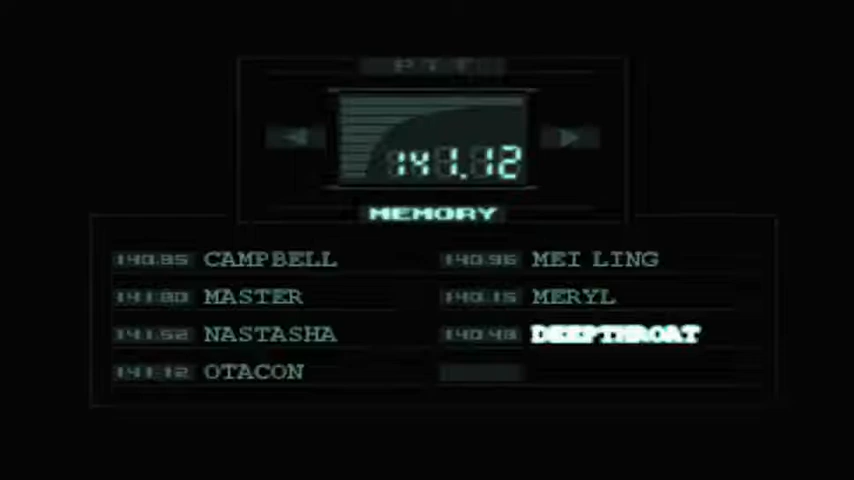 PTT
141.12
MEMORY
140.85 CAMPBELL 140.96 MEI LING
141.80 MASTER 140.15 MERYL
141.52 NASTASHA 140.48 DEEPTHROAT
141.12 OTACON